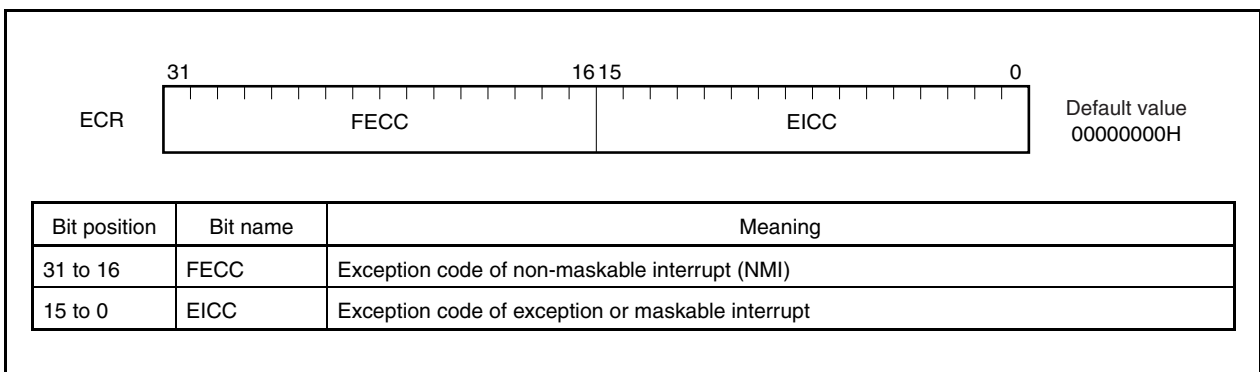 31 16 15 0
ECR FECC EICC Default value
00000000H
Bit position Bit name Meaning
31 to 16 FECC Exception code of non-maskable interrupt (NMI)
15 to 0 EICC Exception code of exception or maskable interrupt